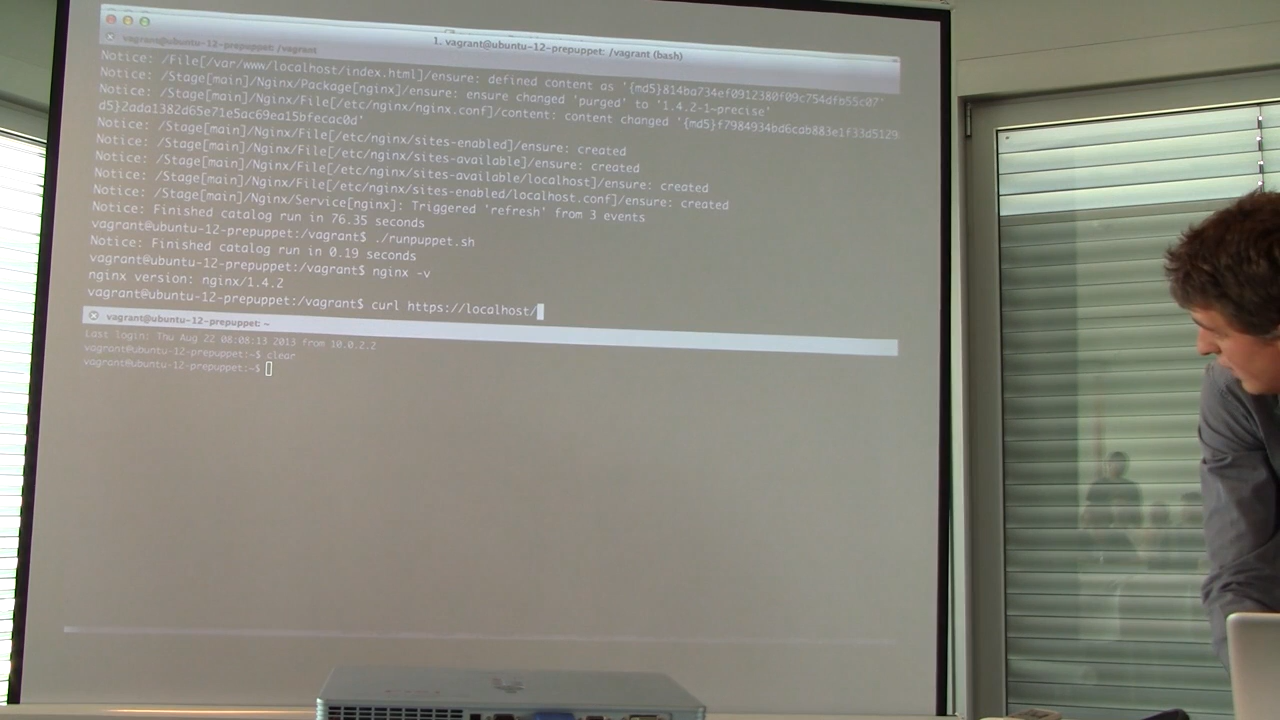 1. vagrant@ubuntu-12-prepuppet: /vagrant (bash)
vagrant@ubuntu-12-prepuppet: /vagrant
Notice: /File[/var/www/localhost/index.html]/ensure: defined content as '{md5}814ba734ef0912380f09c754dfb55c07'
Notice: /Stage[main]/Nginx/Package[nginx]/ensure: ensure changed 'purged' to '1.4.2-1~precise'
Notice: /Stage[main]/Nginx/File[/etc/nginx/nginx.conf]/content: content changed '{md5}f7984934bd6cab883e1f33d5129
d5}2ada1382d65e71e5ac69ea15bfecac0d'
Notice: /Stage[main]/Nginx/File[/etc/nginx/sites-enabled]/ensure: created
Notice: /Stage[main]/Nginx/File[/etc/nginx/sites-available]/ensure: created
Notice: /Stage[main]/Nginx/File[/etc/nginx/sites-available/localhost]/ensure: created
Notice: /Stage[main]/Nginx/File[/etc/nginx/sites-enabled/localhost.conf]/ensure: created
Notice: /Stage[main]/Nginx/Service[nginx]: Triggered 'refresh' from 3 events
Notice: Finished catalog run in 76.35 seconds
vagrant@ubuntu-12-prepuppet:/vagrant$ ./runpuppet.sh
Notice: Finished catalog run in 0.19 seconds
vagrant@ubuntu-12-prepuppet:/vagrant$ nginx -v
nginx version: nginx/1.4.2
vagrant@ubuntu-12-prepuppet:/vagrant$ curl https://localhost/
vagrant@ubuntu-12-prepuppet: ~
Last login: Thu Aug 22 08:08:13 2013 from 10.0.2.2
vagrant@ubuntu-12-prepuppet:~$ clear
vagrant@ubuntu-12-prepuppet:~$